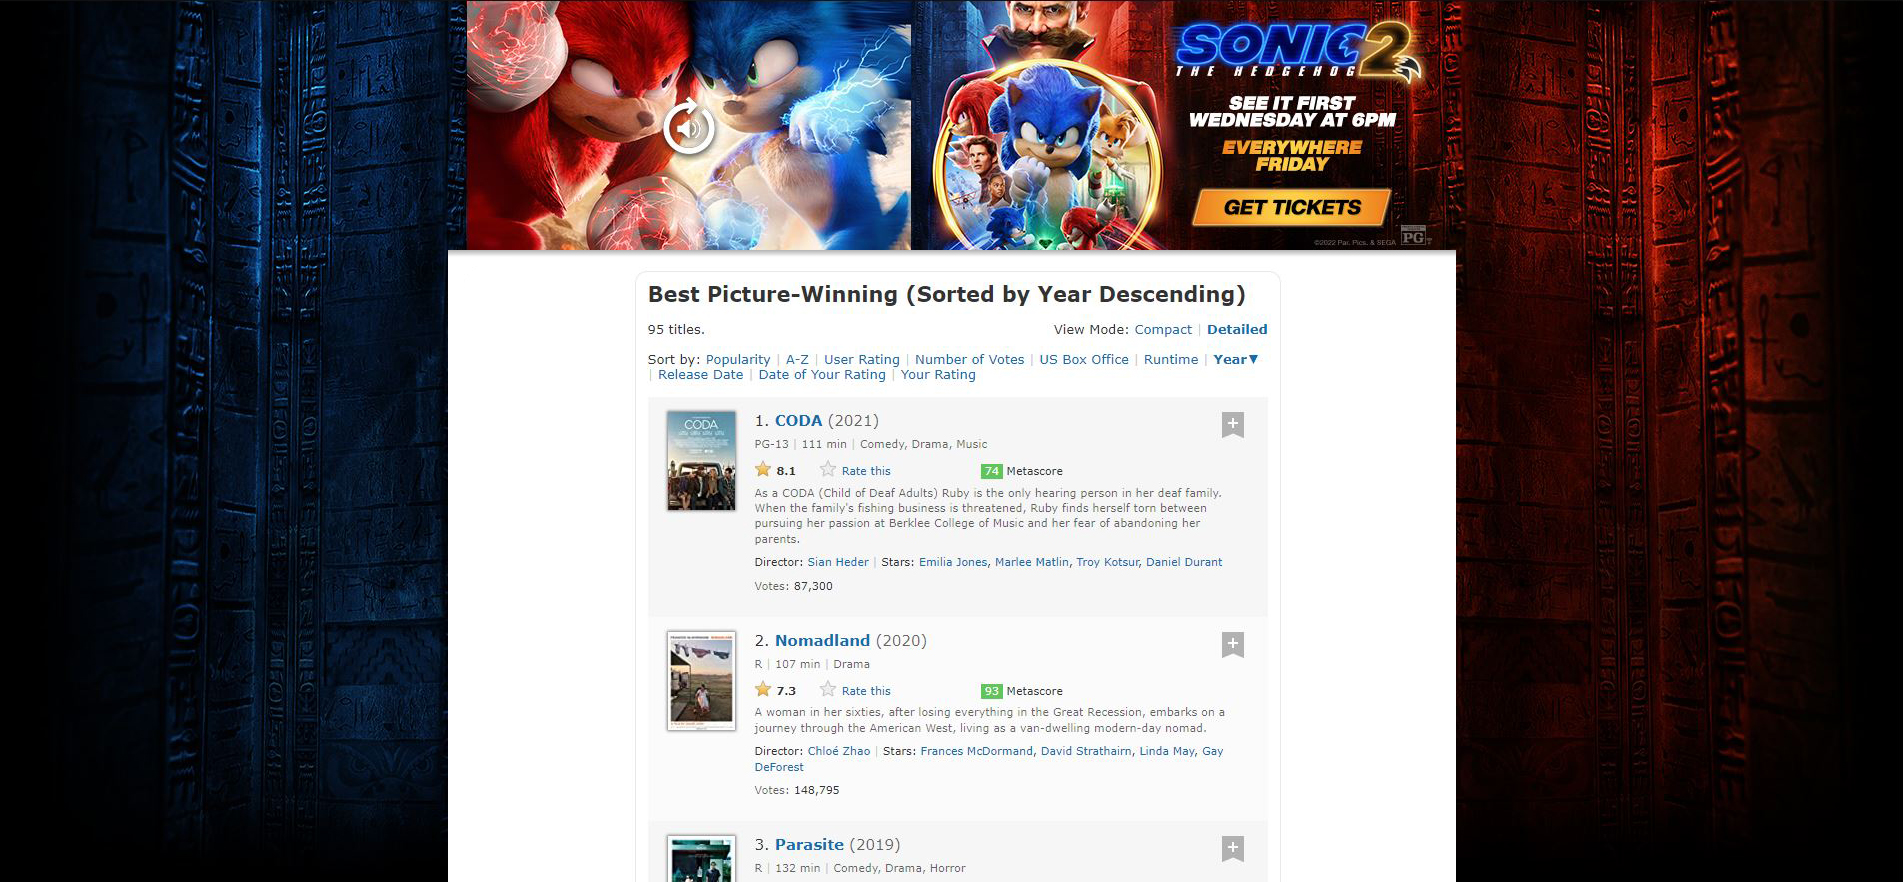 SONIC 2
THE HEDGEHOG
SEE IT FIRST
WEDNESDAY AT 6PM
EVERYWHERE
FRIDAY
GET TICKETS
©2022 Par. Pics. & SEGA PG
Best Picture-Winning (Sorted by Year Descending)
95 titles. View Mode: Compact | Detailed
Sort by: Popularity | A-Z | User Rating | Number of Votes | US Box Office | Runtime | Year▼
| Release Date | Date of Your Rating | Your Rating
CODA
1. CODA (2021)
PG-13 | 111 min | Comedy, Drama, Music
8.1 Rate this 74 Metascore
As a CODA (Child of Deaf Adults) Ruby is the only hearing person in her deaf family.
When the family's fishing business is threatened, Ruby finds herself torn between
pursuing her passion at Berklee College of Music and her fear of abandoning her
parents.
Director: Sian Heder | Stars: Emilia Jones, Marlee Matlin, Troy Kotsur, Daniel Durant
Votes: 87,300
2. Nomadland (2020)
R | 107 min | Drama
7.3 Rate this 93 Metascore
A woman in her sixties, after losing everything in the Great Recession, embarks on a
journey through the American West, living as a van-dwelling modern-day nomad.
Director: Chloé Zhao | Stars: Frances McDormand, David Strathairn, Linda May, Gay
DeForest
Votes: 148,795
3. Parasite (2019)
R | 132 min | Comedy, Drama, Horror